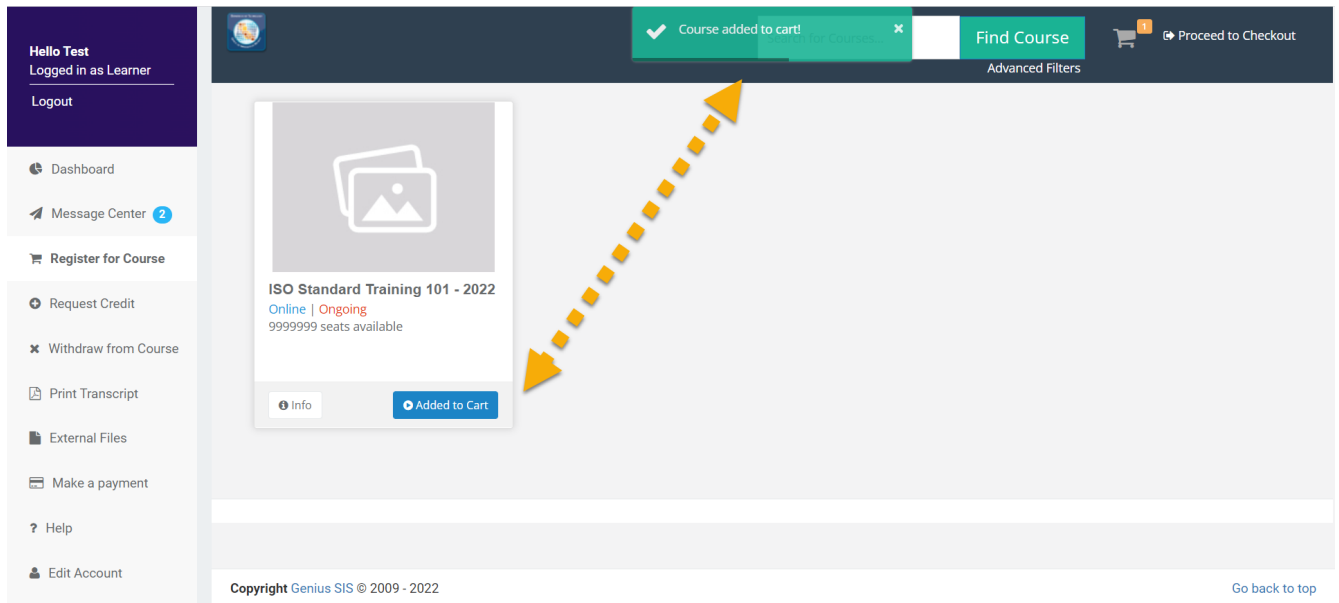 Hello Test
Logged in as Learner
Logout
Dashboard
Message Center 2
Register for Course
Request Credit
Withdraw from Course
Print Transcript
External Files
Make a payment
Help
Edit Account
Course added to cart! ×
Search for Courses...
Find Course
1
Proceed to Checkout
Advanced Filters
ISO Standard Training 101 - 2022
Online | Ongoing
9999999 seats available
Info
Added to Cart
Copyright Genius SIS © 2009 - 2022
Go back to top